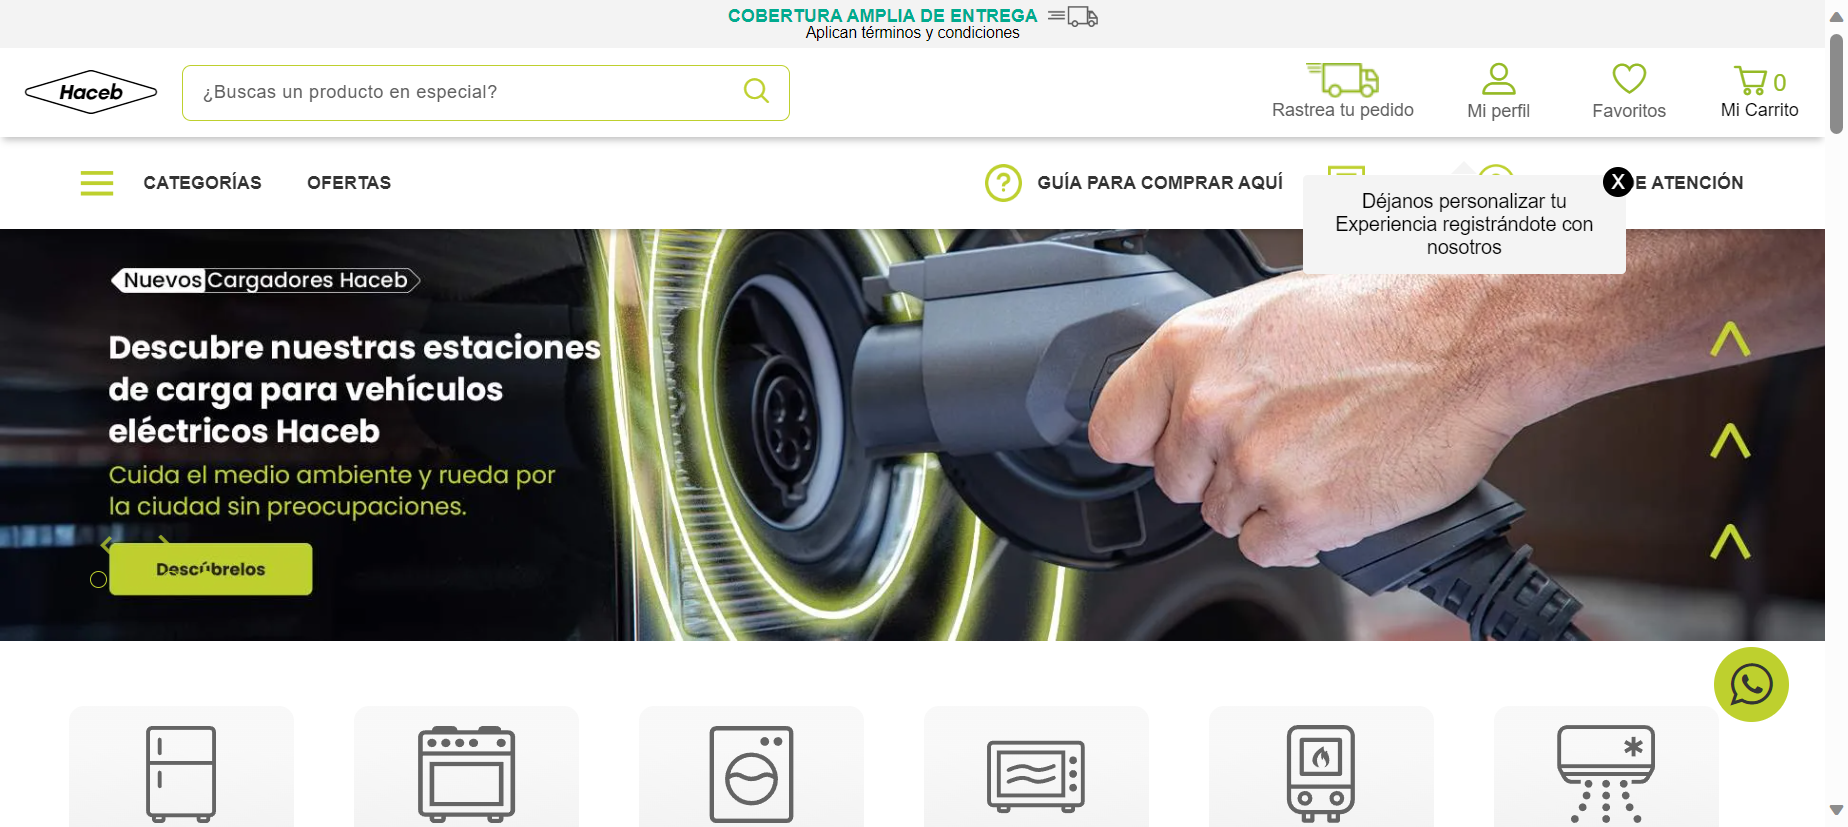 COBERTURA AMPLIA DE ENTREGA
Aplican términos y condiciones
Haceb
¿Buscas un producto en especial?
Rastrea tu pedido
Mi perfil
Favoritos
0
Mi Carrito
CATEGORÍAS
OFERTAS
GUÍA PARA COMPRAR AQUÍ
E ATENCIÓN
X
Déjanos personalizar tu
Experiencia registrándote con
nosotros
Nuevos Cargadores Haceb
Descubre nuestras estaciones
de carga para vehículos
eléctricos Haceb
Cuida el medio ambiente y rueda por
la ciudad sin preocupaciones.
Descúbrelos